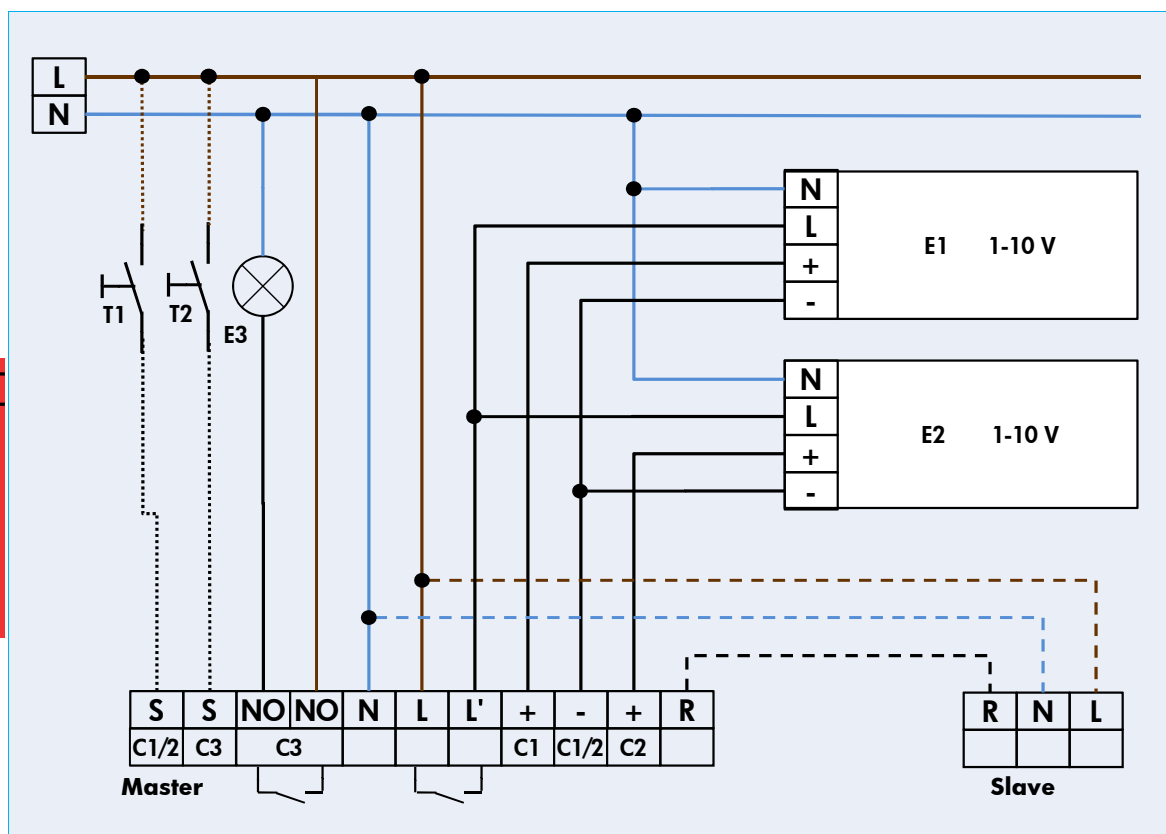 L
N
N
L
E1 1-10 V
+
-
T1 T2
E3
N
L
E2 1-10 V
+
-
S S NO NO N L L' + - + R
C1/2 C3 C3 C1 C1/2 C2
R N L
Master
Slave